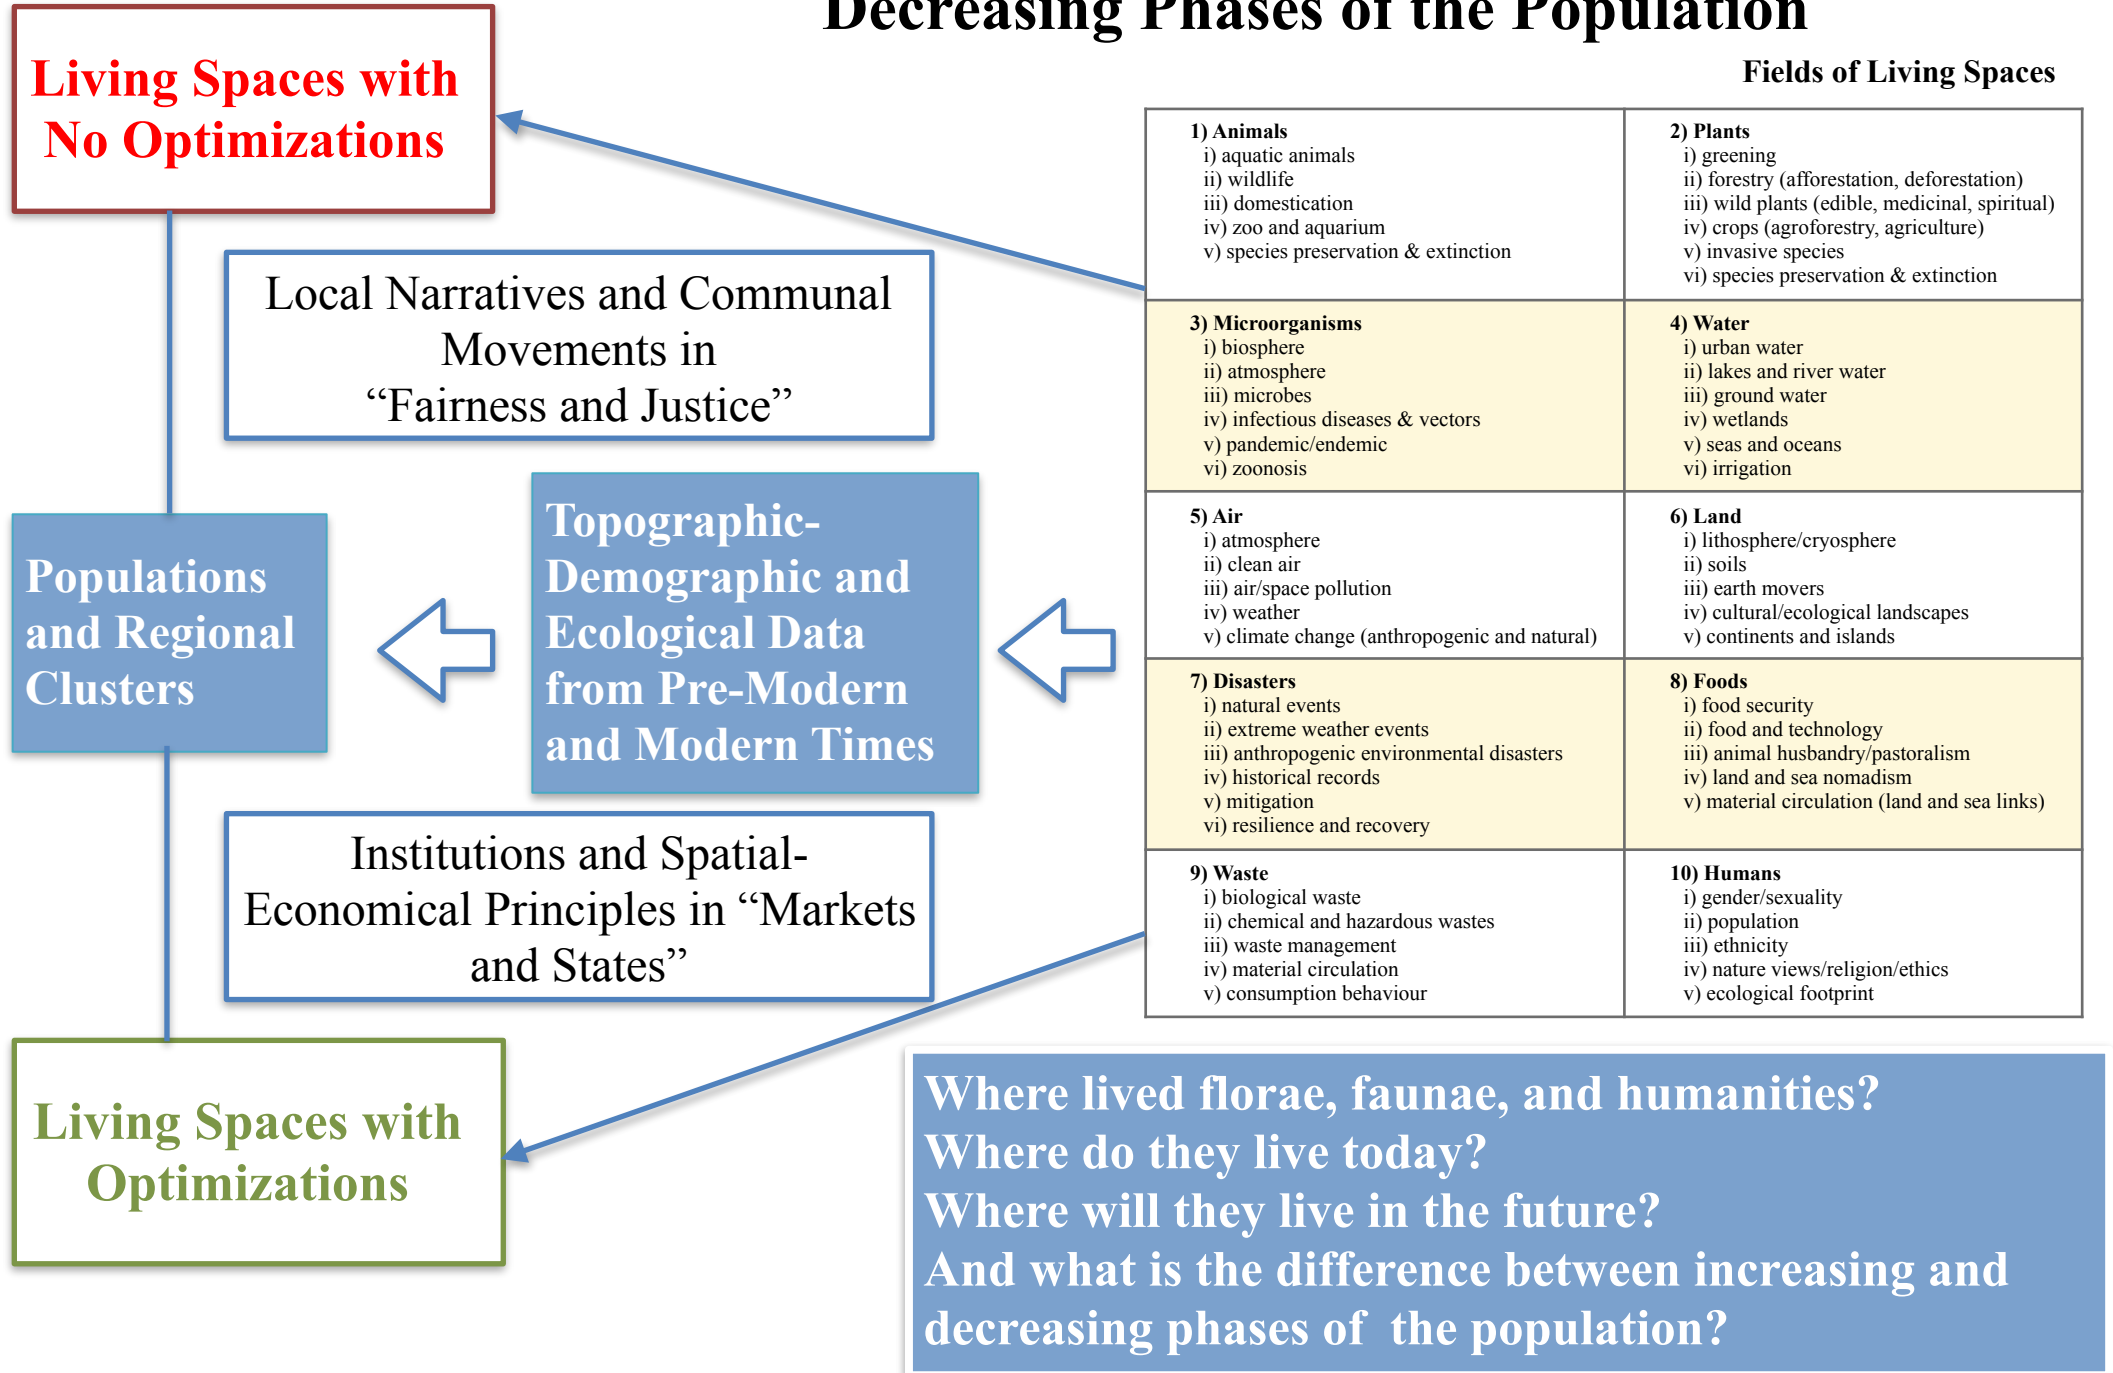 Decreasing Phases of the Population
Living Spaces with
No Optimizations
Local Narratives and Communal
Movements in
“Fairness and Justice”
Populations
and Regional
Clusters
Topographic-
Demographic and
Ecological Data
from Pre-Modern
and Modern Times
Institutions and Spatial-
Economical Principles in “Markets
and States”
Living Spaces with
Optimizations
Fields of Living Spaces
1) Animals
i) aquatic animals
ii) wildlife
iii) domestication
iv) zoo and aquarium
v) species preservation & extinction
2) Plants
i) greening
ii) forestry (afforestation, deforestation)
iii) wild plants (edible, medicinal, spiritual)
iv) crops (agroforestry, agriculture)
v) invasive species
vi) species preservation & extinction
3) Microorganisms
i) biosphere
ii) atmosphere
iii) microbes
iv) infectious diseases & vectors
v) pandemic/endemic
vi) zoonosis
4) Water
i) urban water
ii) lakes and river water
iii) ground water
iv) wetlands
v) seas and oceans
vi) irrigation
5) Air
i) atmosphere
ii) clean air
iii) air/space pollution
iv) weather
v) climate change (anthropogenic and natural)
6) Land
i) lithosphere/cryosphere
ii) soils
iii) earth movers
iv) cultural/ecological landscapes
v) continents and islands
7) Disasters
i) natural events
ii) extreme weather events
iii) anthropogenic environmental disasters
iv) historical records
v) mitigation
vi) resilience and recovery
8) Foods
i) food security
ii) food and technology
iii) animal husbandry/pastoralism
iv) land and sea nomadism
v) material circulation (land and sea links)
9) Waste
i) biological waste
ii) chemical and hazardous wastes
iii) waste management
iv) material circulation
v) consumption behaviour
10) Humans
i) gender/sexuality
ii) population
iii) ethnicity
iv) nature views/religion/ethics
v) ecological footprint
Where lived florae, faunae, and humanities?
Where do they live today?
Where will they live in the future?
And what is the difference between increasing and
decreasing phases of  the population?